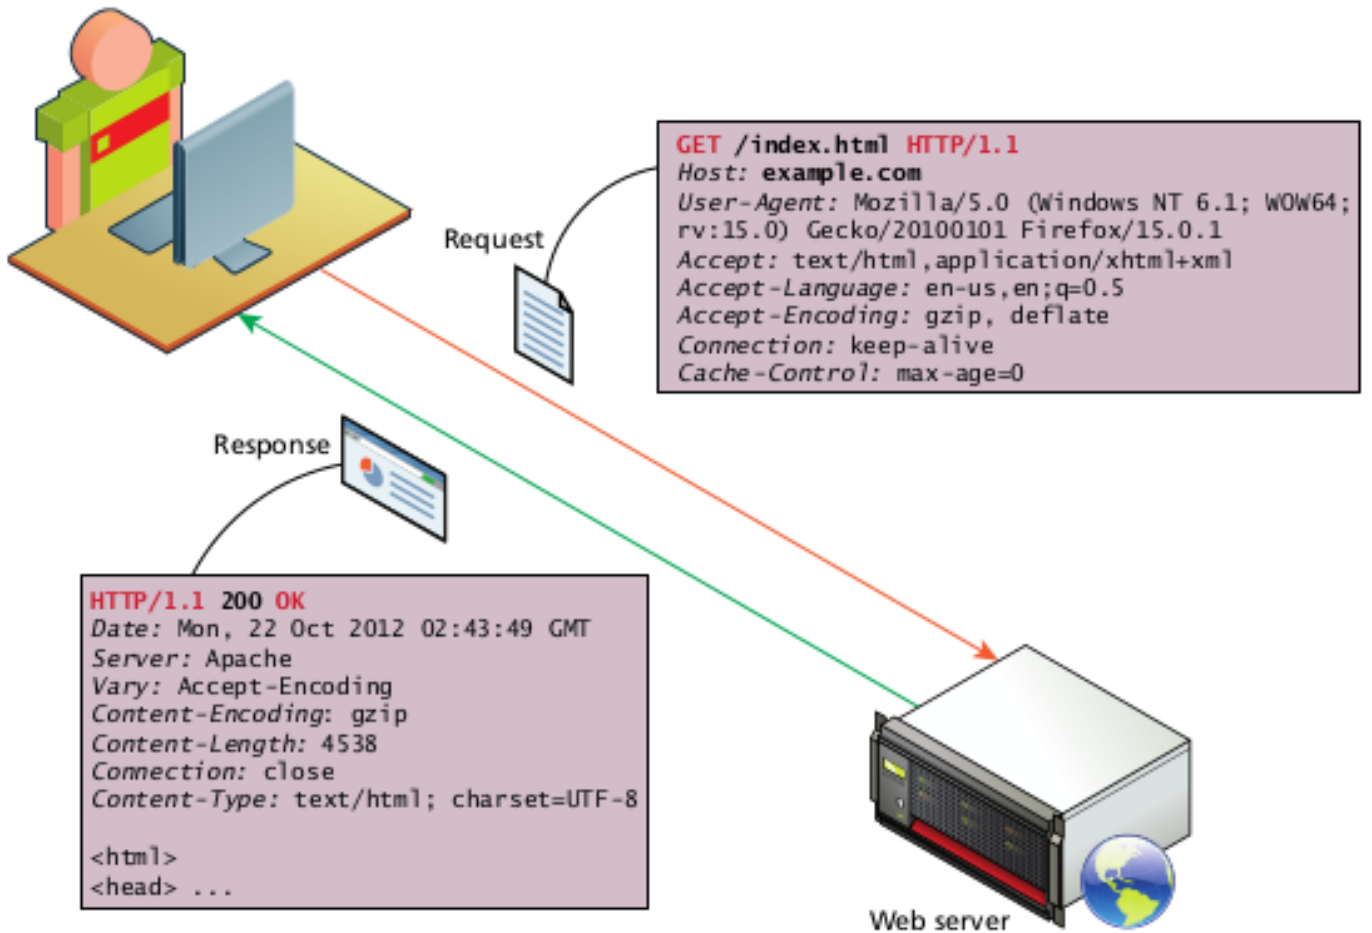 GET /index.html HTTP/1.1
Host: example.com
User-Agent: Mozilla/5.0 (Windows NT 6.1; WOW64;
rv:15.0) Gecko/20100101 Firefox/15.0.1
Accept: text/html,application/xhtml+xml
Accept-Language: en-us,en;q=0.5
Accept-Encoding: gzip, deflate
Connection: keep-alive
Cache-Control: max-age=0
Request
Response
HTTP/1.1 200 OK
Date: Mon, 22 Oct 2012 02:43:49 GMT
Server: Apache
Vary: Accept-Encoding
Content-Encoding: gzip
Content-Length: 4538
Connection: close
Content-Type: text/html; charset=UTF-8
<html>
<head> ...
Web server